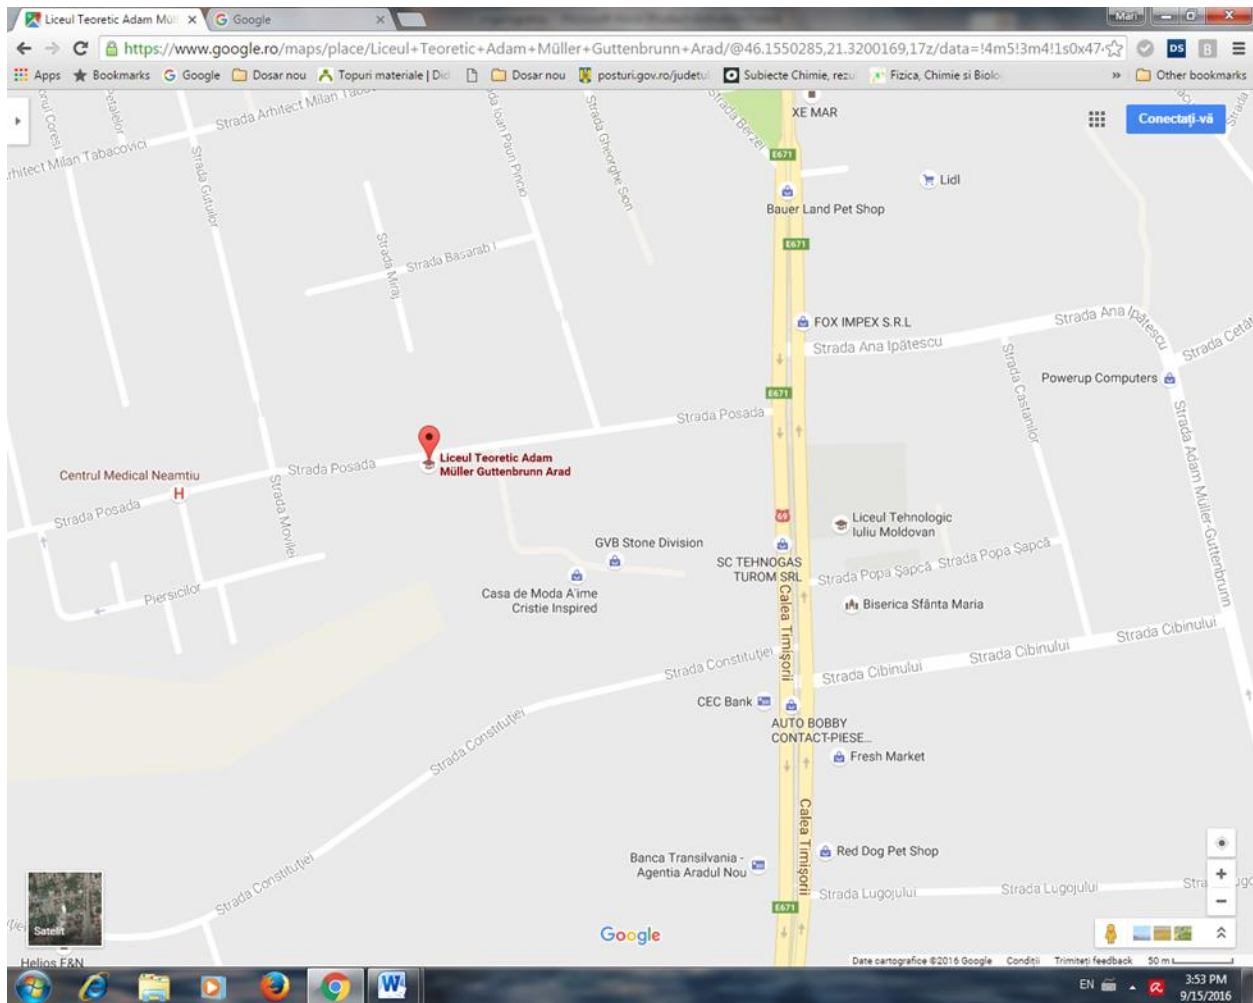 Liceul Teoretic Adam Mül
Google
Mari
https://www.google.ro/maps/place/Liceul+Teoretic+Adam+Müller+Guttenbrunn+Arad/@46.1550285,21.3200169,17z/data=!4m5!3m4!1s0x47
Apps Bookmarks Google Dosar nou Topuri materiale | Did Dosar nou posturi.gov.ro/judetu Subiecte Chimie, rezu Fizica, Chimie si Biolo » Other bookmarks
Conectați-vă
XE MAR
Strada Arhitect Milan
Arhitect Milan Tabacovici
Strada Gutuilor
Strada Ioan Paun Pincio
Strada Gheorghe Sion
Strada Berzei
E671
Lidl
Bauer Land Pet Shop
E671
Strada Basarab I
Strada Miraj
FOX IMPEX S.R.L
Strada Ana Ipătescu
Strada Ana Ipătescu
Strada Cetăț
Powerup Computers
Strada Castanilor
Strada Adam Müller-Guttenbrunn
E671
Strada Posada
Liceul Teoretic Adam
Müller Guttenbrunn Arad
Strada Posada
Centrul Medical Neamtiu
H
Strada Posada
Strada Movilei
69
Liceul Tehnologic
Iuliu Moldovan
GVB Stone Division
SC TEHNOGAS
TUROM SRL
Strada Popa Șapcă
Strada Popa Șapcă
Casa de Moda A'ime
Cristie Inspired
Piersicilor
Biserica Sfânta Maria
Calea Timișorii
Strada Cibinului
Strada Cibinului
Strada Cibinului
Strada Constituției
CEC Bank
AUTO BOBBY
CONTACT-PIESE...
Strada Constituției
Fresh Market
Calea Timișorii
Red Dog Pet Shop
Banca Transilvania -
Agentia Aradul Nou
Strada Constituției
Strada Lugojului
Strada Lugojului
Stra
E671
Satelit
Google
Helios F&N
Date cartografice ©2016 Google Condiții Trimiteți feedback 50 m
EN 3:53 PM
9/15/2016